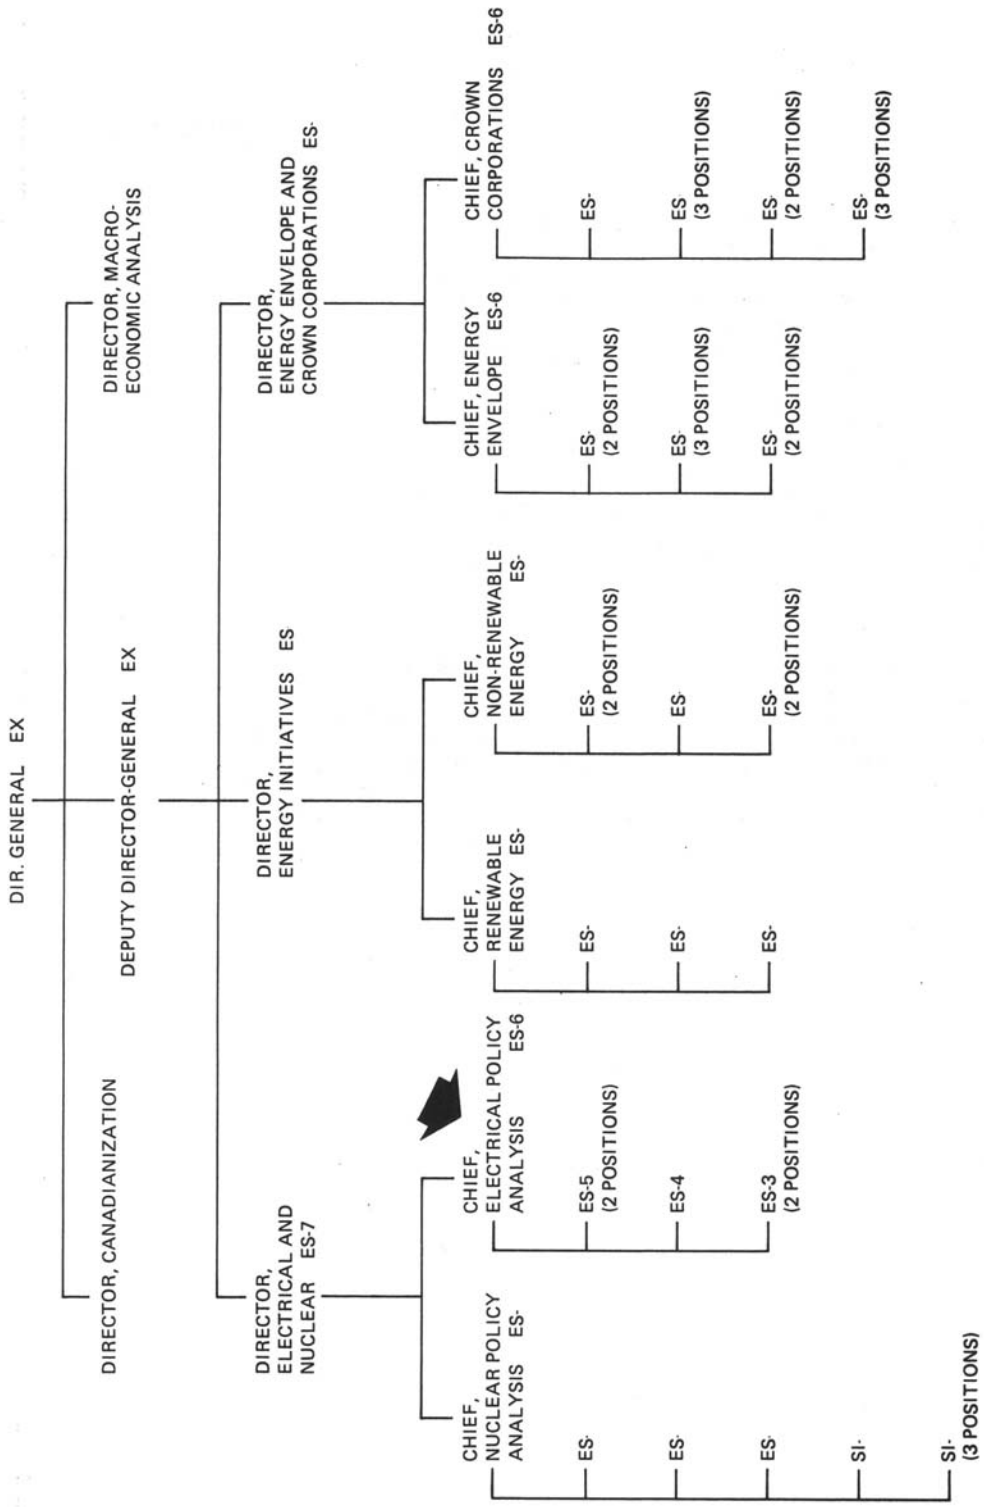 DIR. GENERAL EX
DIRECTOR, CANADIANIZATION
DEPUTY DIRECTOR-GENERAL EX
DIRECTOR, MACRO-
ECONOMIC ANALYSIS
DIRECTOR,
ELECTRICAL AND
NUCLEAR ES-7
DIRECTOR,
ENERGY INITIATIVES ES
DIRECTOR,
ENERGY ENVELOPE AND
CROWN CORPORATIONS ES-
CHIEF,
NUCLEAR POLICY
ANALYSIS ES-
ES-
ES-
ES-
SI-
SI-
(3 POSITIONS)
CHIEF,
ELECTRICAL POLICY
ANALYSIS ES-6
ES-5
(2 POSITIONS)
ES-4
ES-3
(2 POSITIONS)
CHIEF,
RENEWABLE
ENERGY ES-
ES-
ES-
ES-
CHIEF,
NON-RENEWABLE
ENERGY ES-
ES-
(2 POSITIONS)
ES-
ES-
(2 POSITIONS)
CHIEF, ENERGY
ENVELOPE ES-6
ES-
(2 POSITIONS)
ES-
(3 POSITIONS)
ES-
(2 POSITIONS)
CHIEF, CROWN
CORPORATIONS ES-6
ES-
ES-
(3 POSITIONS)
ES-
(2 POSITIONS)
ES-
(3 POSITIONS)